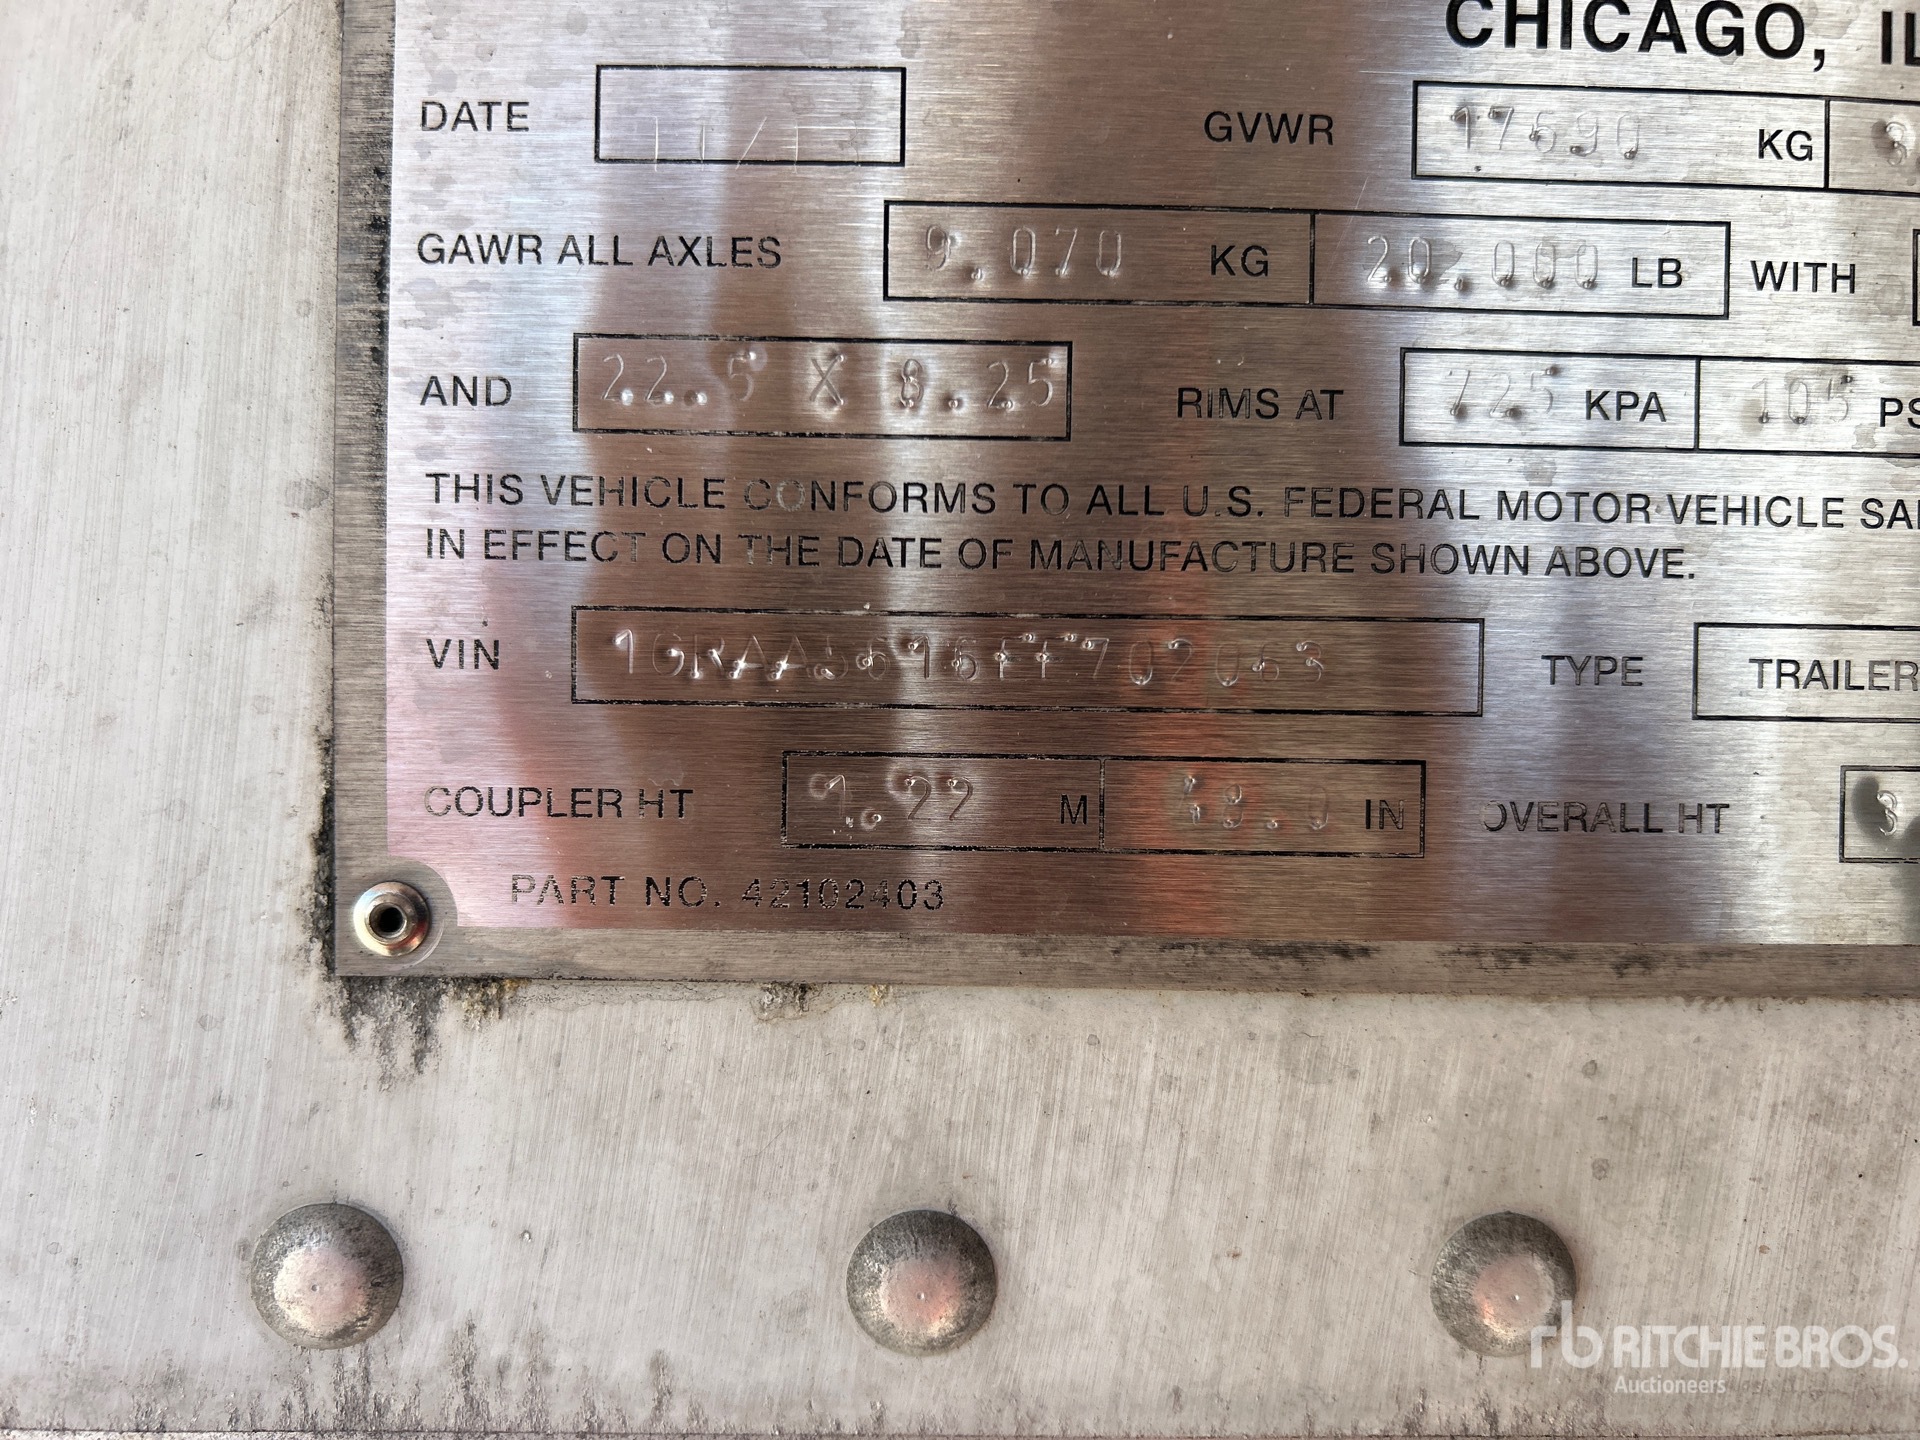 CHICAGO, IL
DATE GVWR 17690 KG
GAWR ALL AXLES 9.070 KG 20,000 LB WITH
AND 22.5 X 8.25 RIMS AT 725 KPA 105 PS
THIS VEHICLE CONFORMS TO ALL U.S. FEDERAL MOTOR VEHICLE SA
IN EFFECT ON THE DATE OF MANUFACTURE SHOWN ABOVE.
VIN TYPE TRAILER
COUPLER HT M IN OVERALL HT
PART NO. 42102403
rb RITCHIE BROS.
Auctioneers